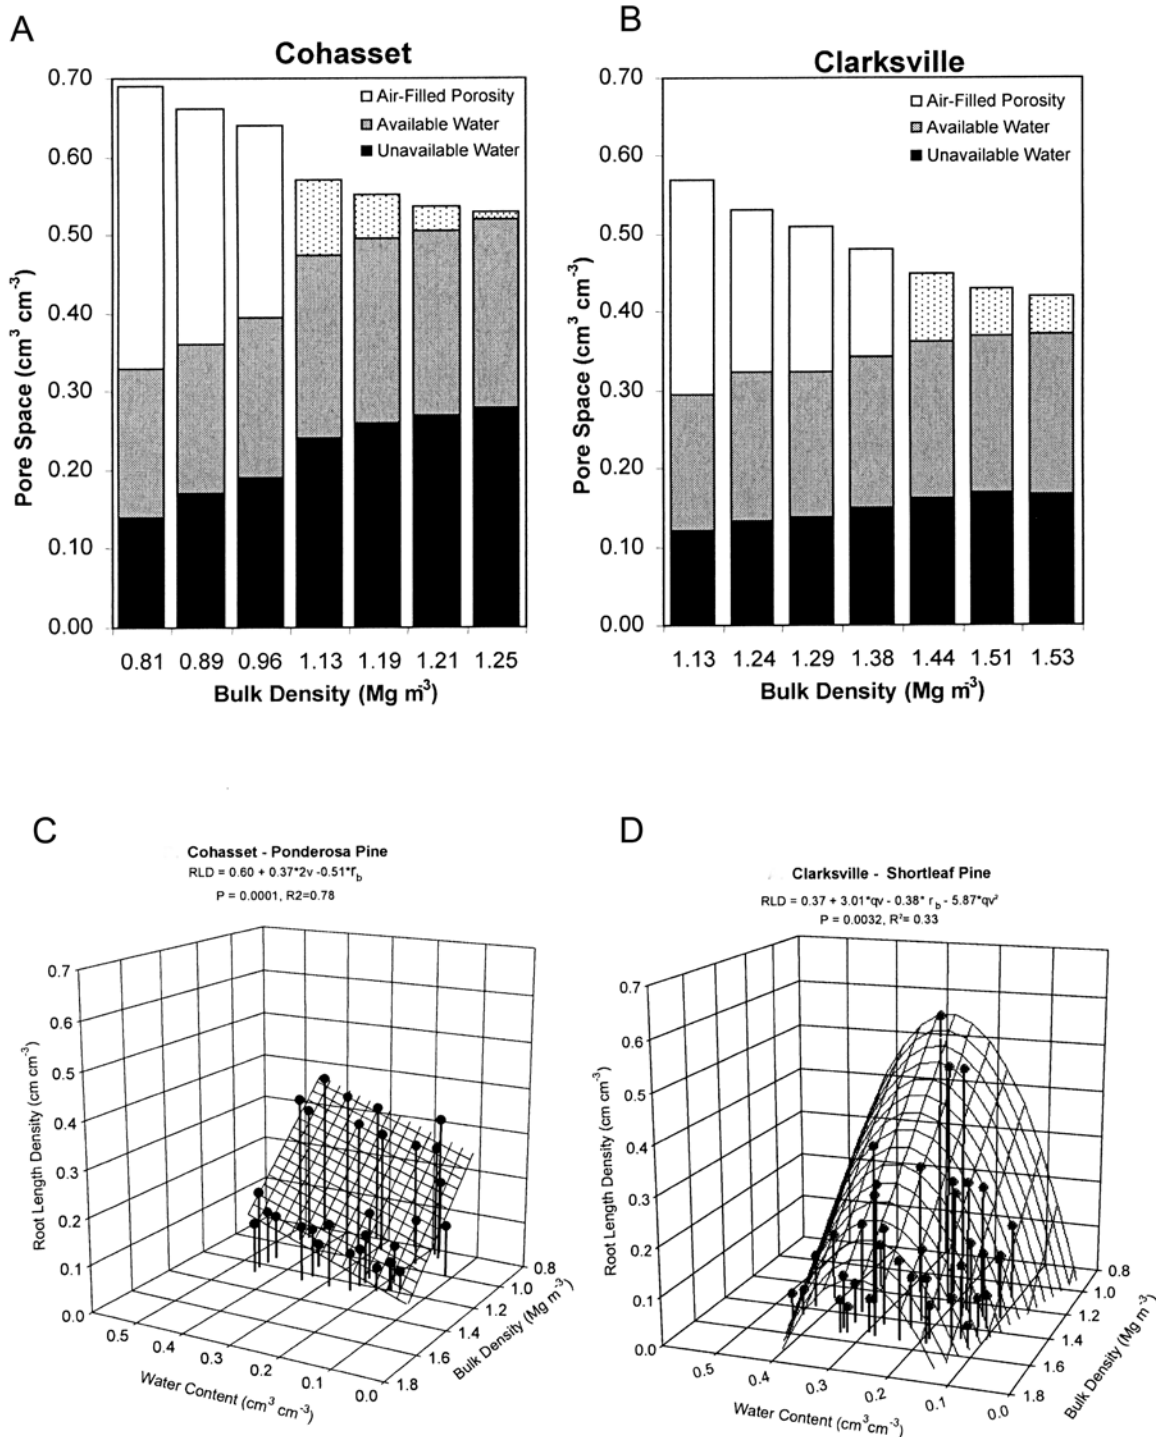 A
Cohasset
0.70
0.60
0.50
0.40
0.30
0.20
0.10
0.00
Pore Space (cm³ cm⁻³)
Air-Filled Porosity
Available Water
Unavailable Water
0.81 0.89 0.96 1.13 1.19 1.21 1.25
Bulk Density (Mg m⁻³)
B
Clarksville
0.70
0.60
0.50
0.40
0.30
0.20
0.10
0.00
Pore Space (cm³ cm⁻³)
Air-Filled Porosity
Available Water
Unavailable Water
1.13 1.24 1.29 1.38 1.44 1.51 1.53
Bulk Density (Mg m⁻³)
C
Cohasset - Ponderosa Pine
RLD = 0.60 + 0.37*2v -0.51*r_b
P = 0.0001, R2=0.78
0.7
0.6
0.5
0.4
0.3
0.2
0.1
0.0
Root Length Density (cm cm⁻³)
0.5 0.4 0.3 0.2 0.1 0.0
Water Content (cm³ cm⁻³)
0.8
1.0
1.2
1.4
1.6
1.8
Bulk Density (Mg m⁻³)
D
Clarksville - Shortleaf Pine
RLD = 0.37 + 3.01*qv - 0.38* r_b - 5.87*qv²
P = 0.0032, R²= 0.33
0.7
0.6
0.5
0.4
0.3
0.2
0.1
0.0
Root Length Density (cm cm⁻³)
0.5 0.4 0.3 0.2 0.1 0.0
Water Content (cm³cm⁻³)
0.8
1.0
1.2
1.4
1.6
1.8
Bulk Density (Mg m⁻³)